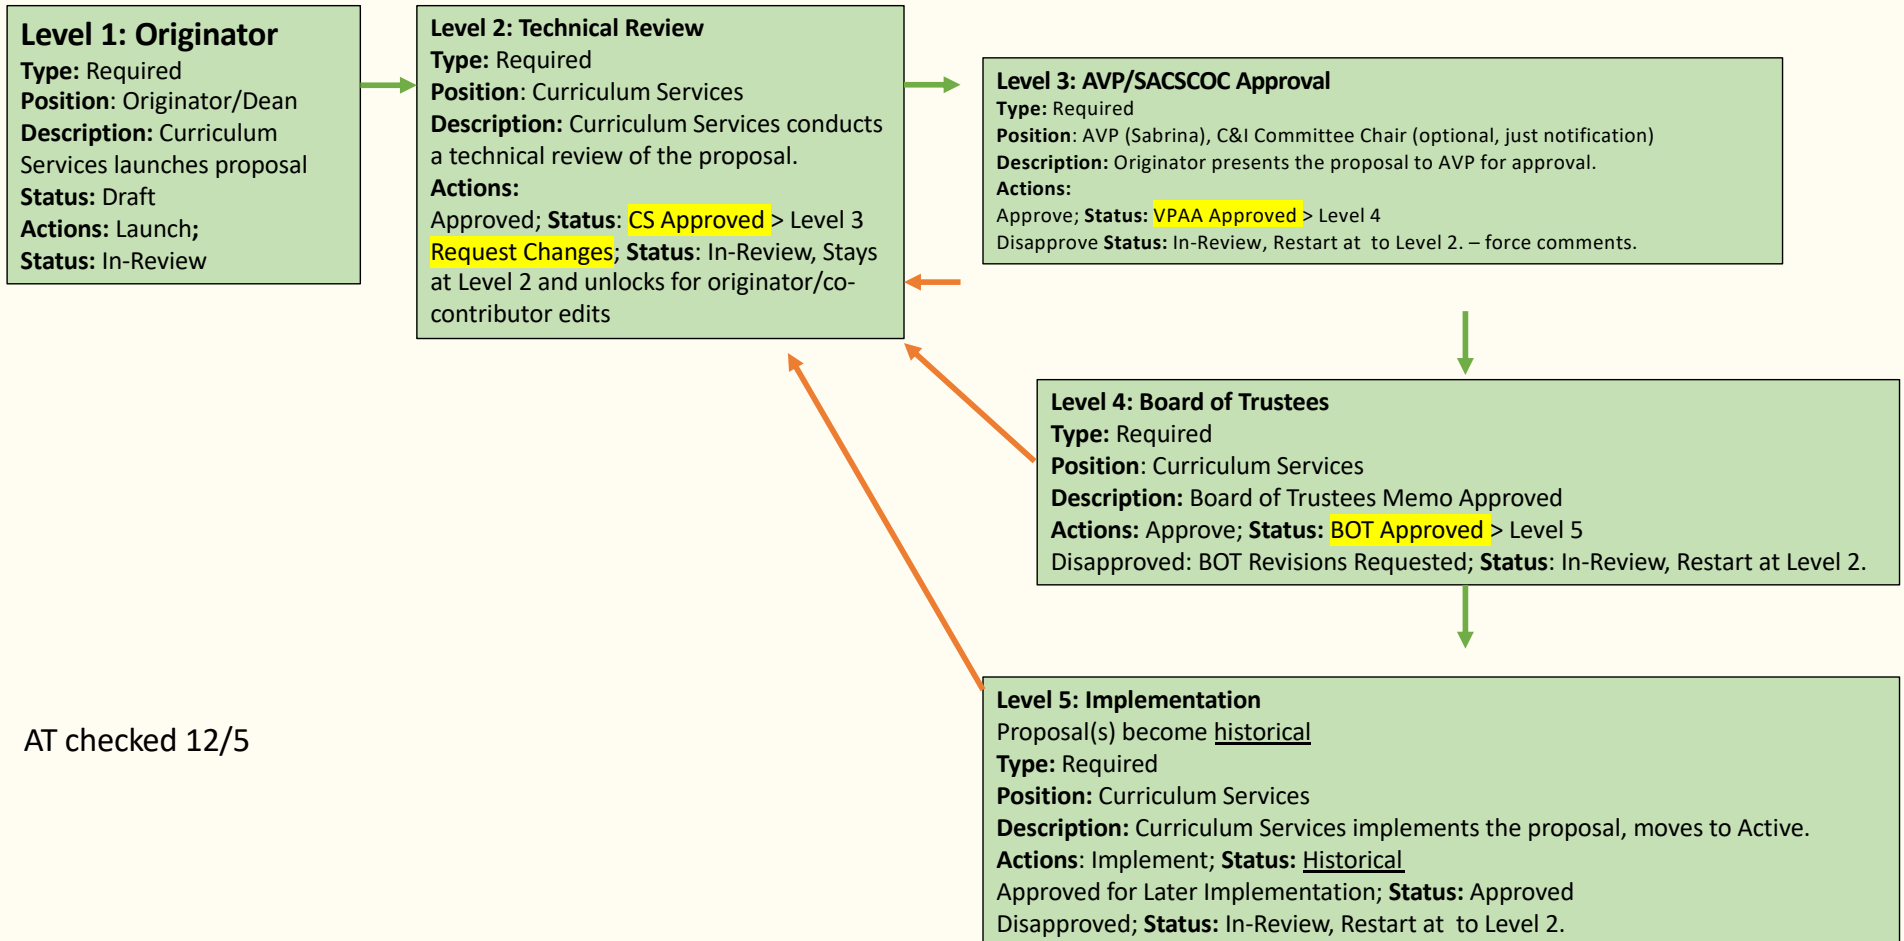 Level 1: Originator
Type: Required
Position: Originator/Dean
Description: Curriculum
Services launches proposal
Status: Draft
Actions: Launch;
Status: In-Review
Level 2: Technical Review
Type: Required
Position: Curriculum Services
Description: Curriculum Services conducts
a technical review of the proposal.
Actions:
Approved; Status: CS Approved > Level 3
Request Changes; Status: In-Review, Stays
at Level 2 and unlocks for originator/co-
contributor edits
Level 3: AVP/SACSCOC Approval
Type: Required
Position: AVP (Sabrina), C&I Committee Chair (optional, just notification)
Description: Originator presents the proposal to AVP for approval.
Actions:
Approve; Status: VPAA Approved > Level 4
Disapprove Status: In-Review, Restart at  to Level 2. – force comments.
Level 4: Board of Trustees
Type: Required
Position: Curriculum Services
Description: Board of Trustees Memo Approved
Actions: Approve; Status: BOT Approved > Level 5
Disapproved: BOT Revisions Requested; Status: In-Review, Restart at Level 2.
Level 5: Implementation
Proposal(s) become historical
Type: Required
Position: Curriculum Services
Description: Curriculum Services implements the proposal, moves to Active.
Actions: Implement; Status: Historical
Approved for Later Implementation; Status: Approved
Disapproved; Status: In-Review, Restart at  to Level 2.
AT checked 12/5